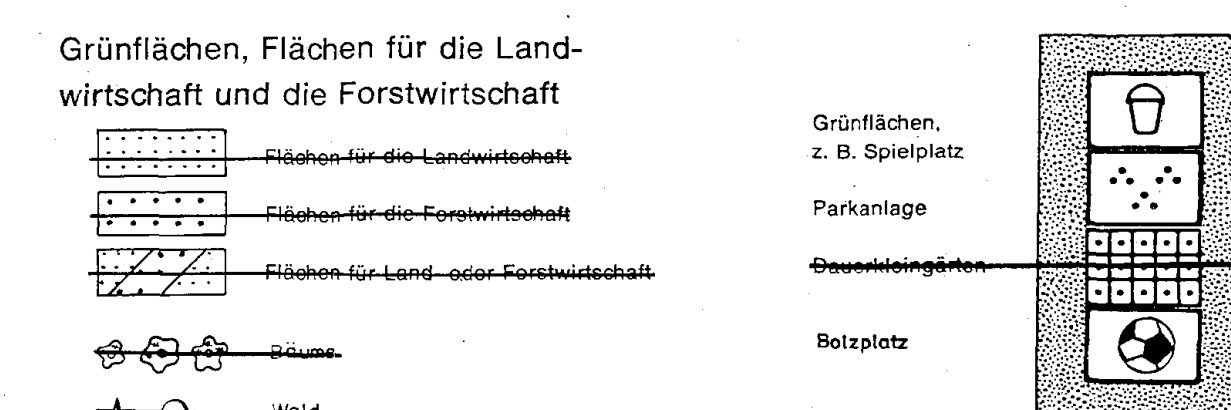 Grünflächen, Flächen für die Land-
wirtschaft und die Forstwirtschaft
Flächen für die Landwirtschaft
Flächen für die Forstwirtschaft
Flächen für Land- oder Forstwirtschaft
Bäume
Wald
Grünflächen,
z. B. Spielplatz
Parkanlage
Dauerkleingärten
Bolzplatz